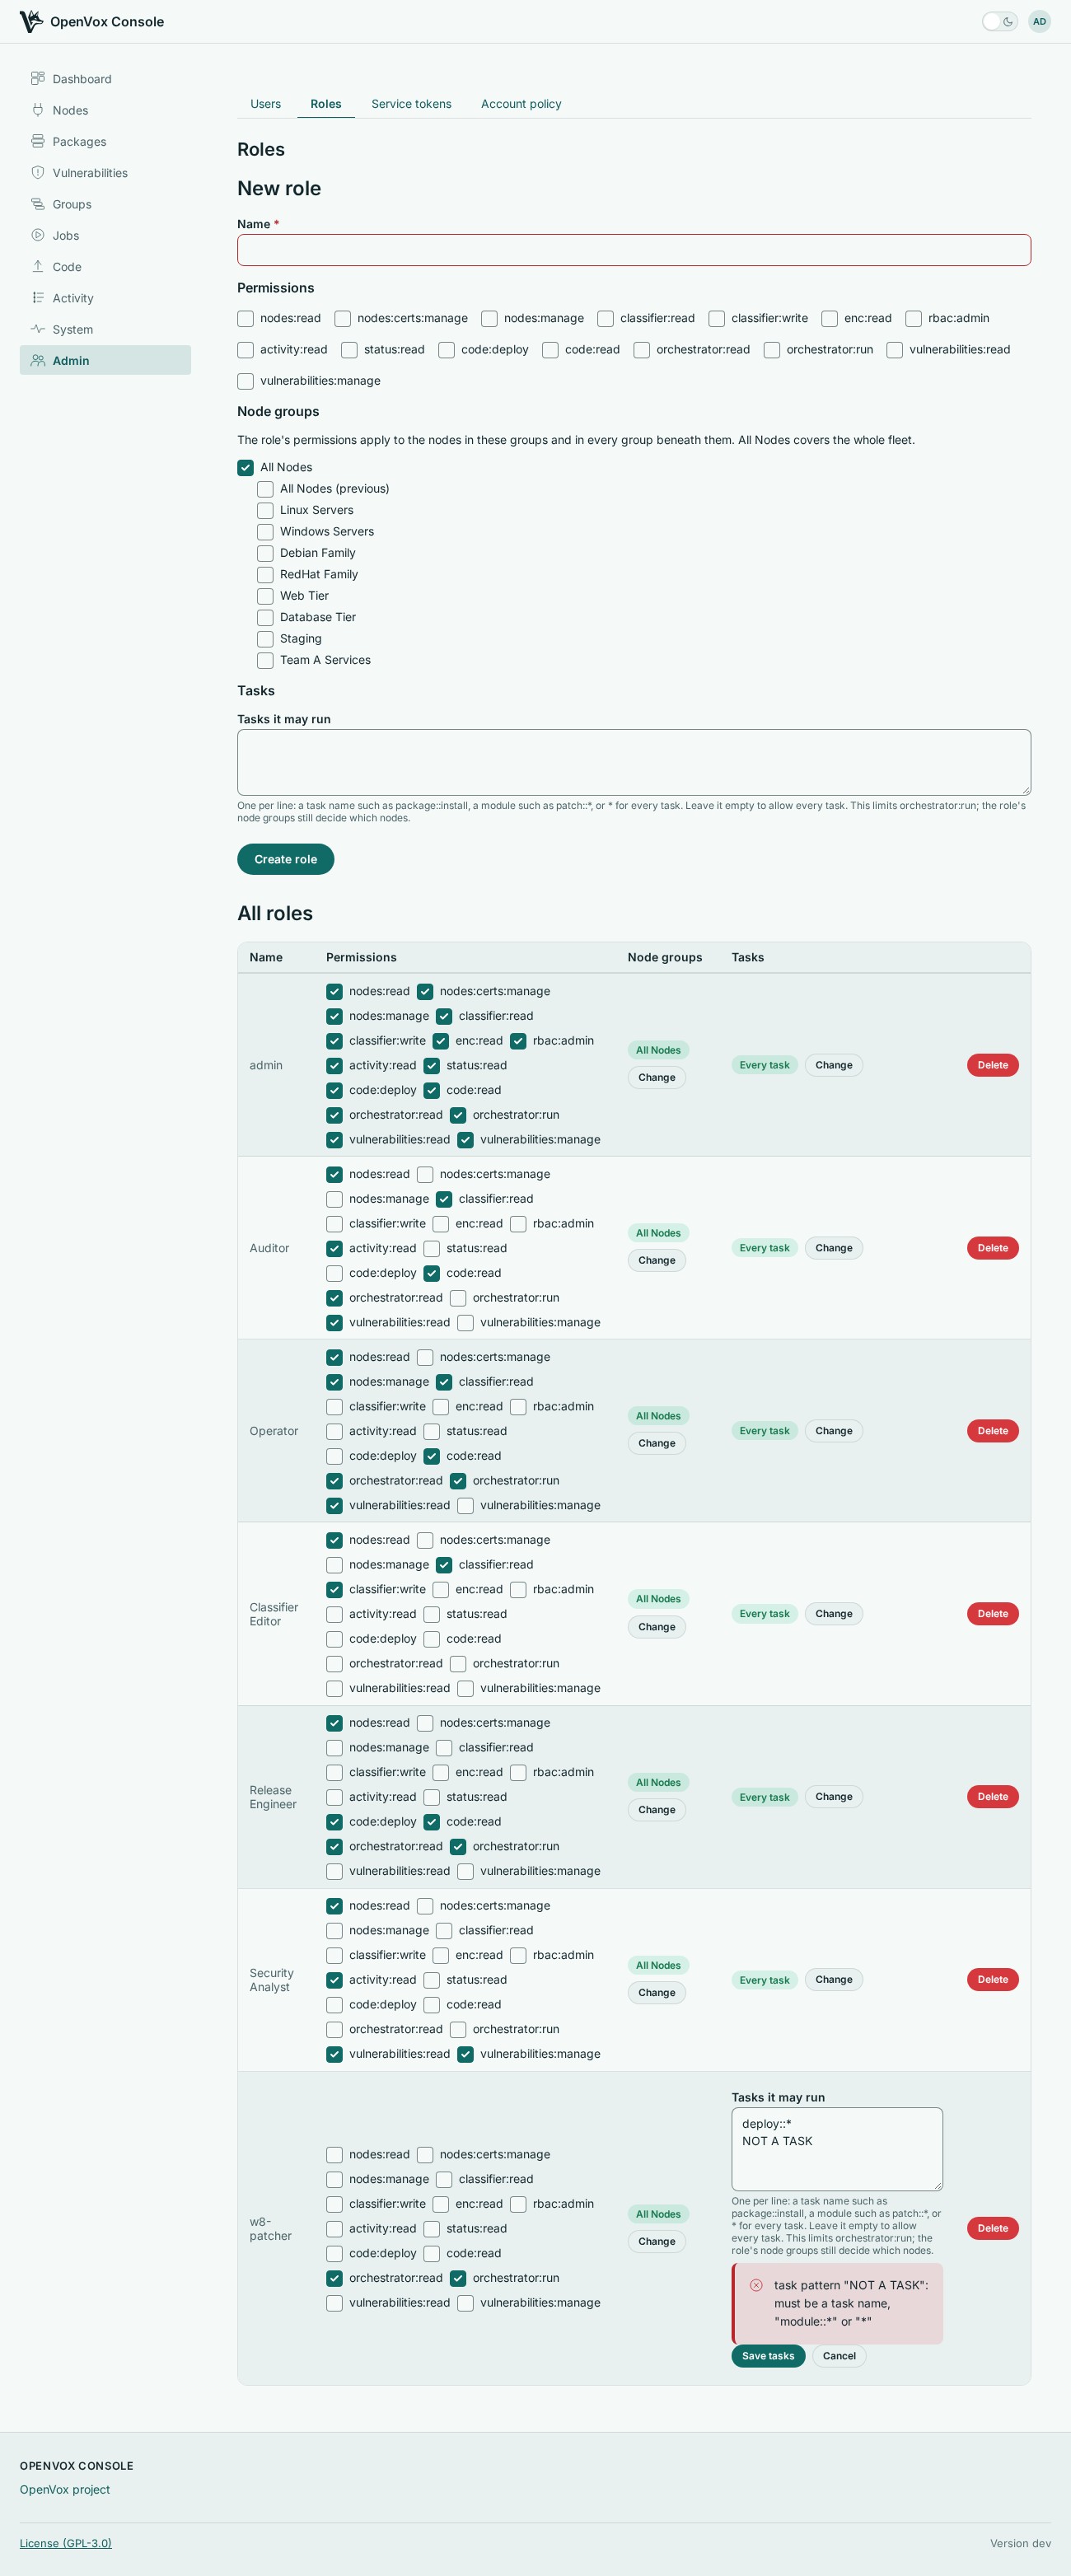 OpenVox Console
AD
Dashboard
Nodes
Packages
Vulnerabilities
Groups
Jobs
Code
Activity
System
Admin
Users Roles Service tokens Account policy
Roles
New role
Name *
Permissions
nodes:read nodes:certs:manage nodes:manage classifier:read classifier:write enc:read rbac:admin
activity:read status:read code:deploy code:read orchestrator:read orchestrator:run vulnerabilities:read
vulnerabilities:manage
Node groups
The role's permissions apply to the nodes in these groups and in every group beneath them. All Nodes covers the whole fleet.
All Nodes
All Nodes (previous)
Linux Servers
Windows Servers
Debian Family
RedHat Family
Web Tier
Database Tier
Staging
Team A Services
Tasks
Tasks it may run
One per line: a task name such as package::install, a module such as patch::*, or * for every task. Leave it empty to allow every task. This limits orchestrator:run; the role's
node groups still decide which nodes.
Create role
All roles
Name Permissions Node groups Tasks
admin
nodes:read nodes:certs:manage
nodes:manage classifier:read
classifier:write enc:read rbac:admin
activity:read status:read
code:deploy code:read
orchestrator:read orchestrator:run
vulnerabilities:read vulnerabilities:manage
All Nodes
Change
Every task Change
Delete
Auditor
nodes:read nodes:certs:manage
nodes:manage classifier:read
classifier:write enc:read rbac:admin
activity:read status:read
code:deploy code:read
orchestrator:read orchestrator:run
vulnerabilities:read vulnerabilities:manage
All Nodes
Change
Every task Change
Delete
Operator
nodes:read nodes:certs:manage
nodes:manage classifier:read
classifier:write enc:read rbac:admin
activity:read status:read
code:deploy code:read
orchestrator:read orchestrator:run
vulnerabilities:read vulnerabilities:manage
All Nodes
Change
Every task Change
Delete
Classifier
Editor
nodes:read nodes:certs:manage
nodes:manage classifier:read
classifier:write enc:read rbac:admin
activity:read status:read
code:deploy code:read
orchestrator:read orchestrator:run
vulnerabilities:read vulnerabilities:manage
All Nodes
Change
Every task Change
Delete
Release
Engineer
nodes:read nodes:certs:manage
nodes:manage classifier:read
classifier:write enc:read rbac:admin
activity:read status:read
code:deploy code:read
orchestrator:read orchestrator:run
vulnerabilities:read vulnerabilities:manage
All Nodes
Change
Every task Change
Delete
Security
Analyst
nodes:read nodes:certs:manage
nodes:manage classifier:read
classifier:write enc:read rbac:admin
activity:read status:read
code:deploy code:read
orchestrator:read orchestrator:run
vulnerabilities:read vulnerabilities:manage
All Nodes
Change
Every task Change
Delete
w8-
patcher
nodes:read nodes:certs:manage
nodes:manage classifier:read
classifier:write enc:read rbac:admin
activity:read status:read
code:deploy code:read
orchestrator:read orchestrator:run
vulnerabilities:read vulnerabilities:manage
All Nodes
Change
Tasks it may run
deploy::*
NOT A TASK
One per line: a task name such as
package::install, a module such as patch::*, or
* for every task. Leave it empty to allow
every task. This limits orchestrator:run; the
role's node groups still decide which nodes.
task pattern "NOT A TASK":
must be a task name,
"module::*" or "*"
Save tasks Cancel
Delete
OPENVOX CONSOLE
OpenVox project
License (GPL-3.0)
Version dev